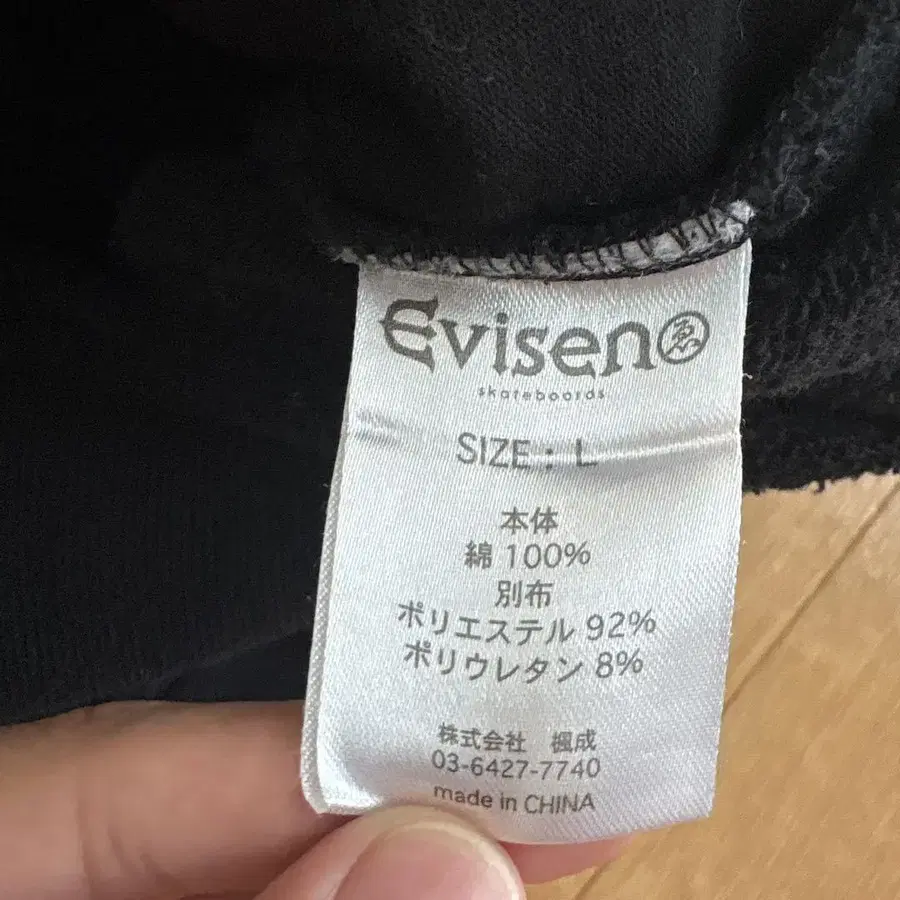 Evisen ゑ
skateboards
SIZE : L
本体
綿 100%
別布
ポリエステル 92%
ポリウレタン 8%
株式会社 楓成
03-6427-7740
made in CHINA